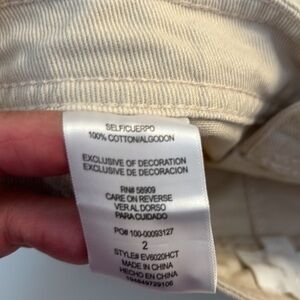 SELF/CUERPO
100% COTTON/ALGODON
EXCLUSIVE OF DECORATION
EXCLUSIVE DE DECORACION
RN# 58909
CARE ON REVERSE
VER AL DORSO
PARA CUIDADO
PO# 100-00093127
2
STYLE# EV6020HCT
MADE IN CHINA
HECHO EN CHINA